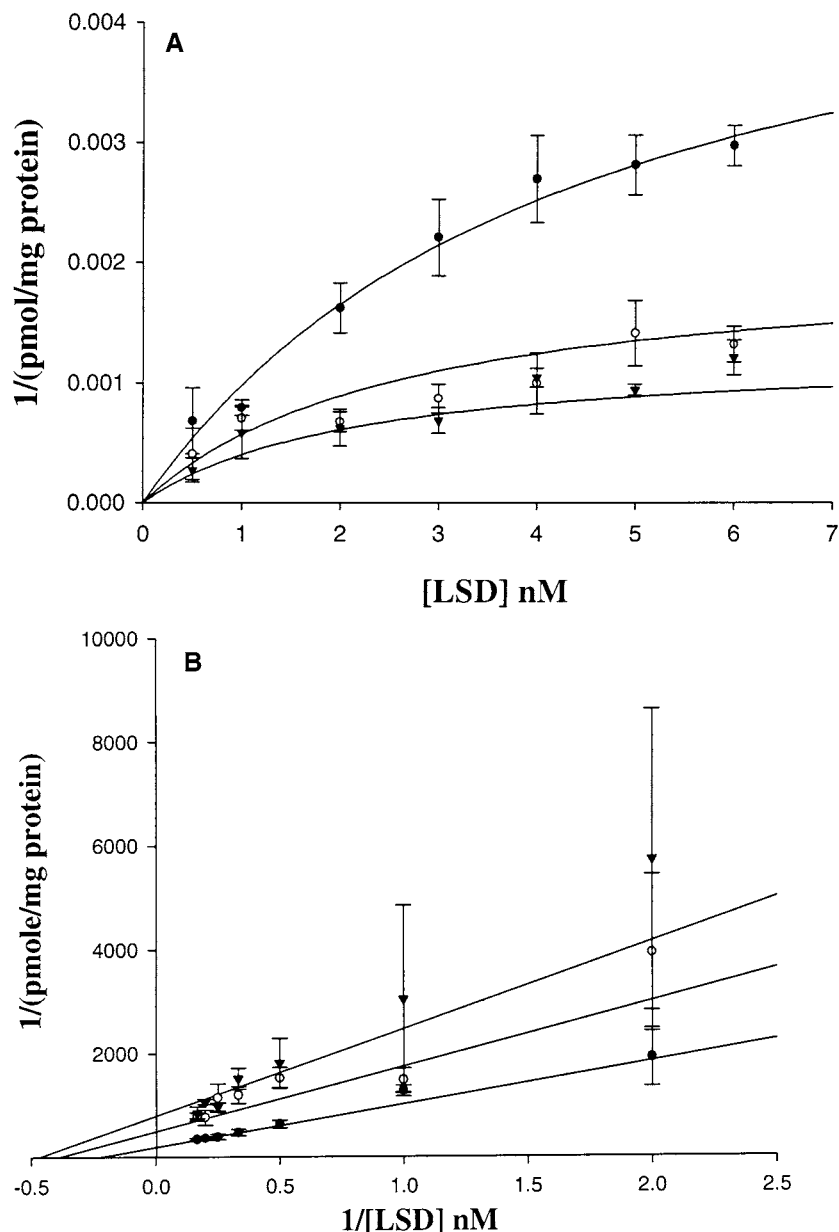 A
0.004
0.003
0.002
0.001
0.000
1/(pmol/mg protein)
0 1 2 3 4 5 6 7
[LSD] nM
B
10000
8000
6000
4000
2000
1/(pmole/mg protein)
-0.5 0.0 0.5 1.0 1.5 2.0 2.5
1/[LSD] nM